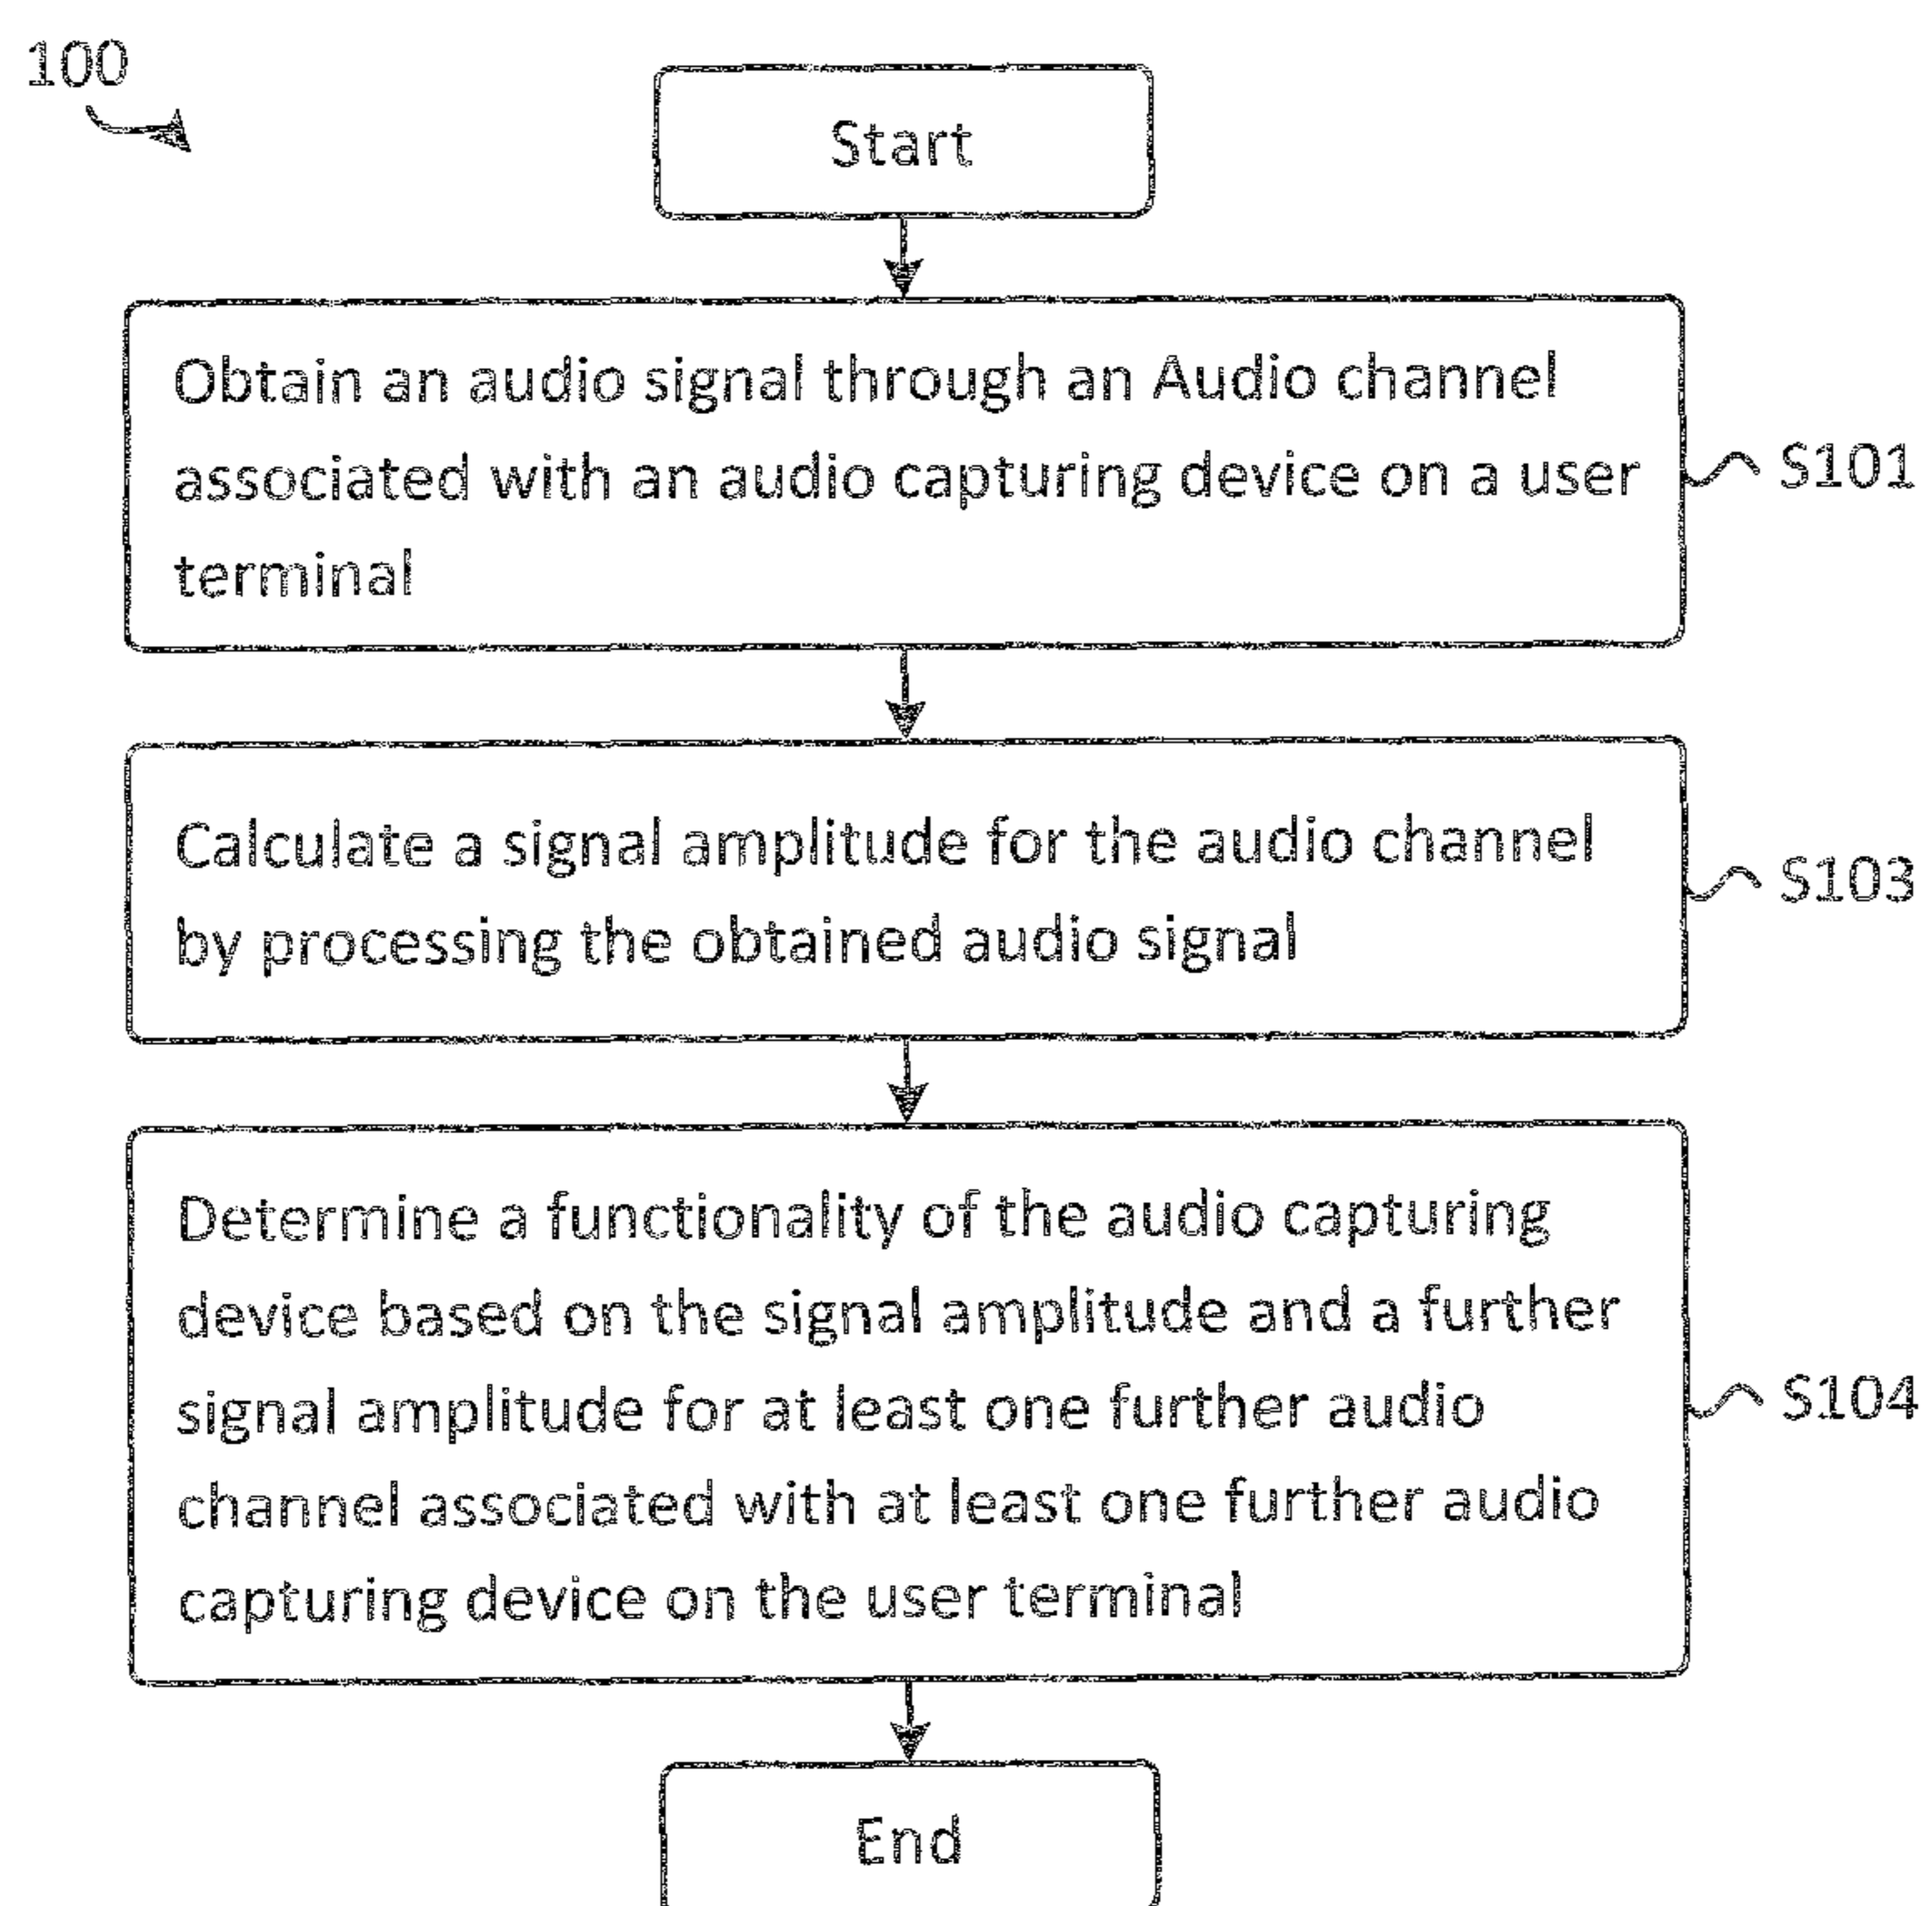 100
Start
Obtain an audio signal through an Audio channel
associated with an audio capturing device on a user
terminal
S101
Calculate a signal amplitude for the audio channel
by processing the obtained audio signal
S103
Determine a functionality of the audio capturing
device based on the signal amplitude and a further
signal amplitude for at least one further audio
channel associated with at least one further audio
capturing device on the user terminal
S104
End